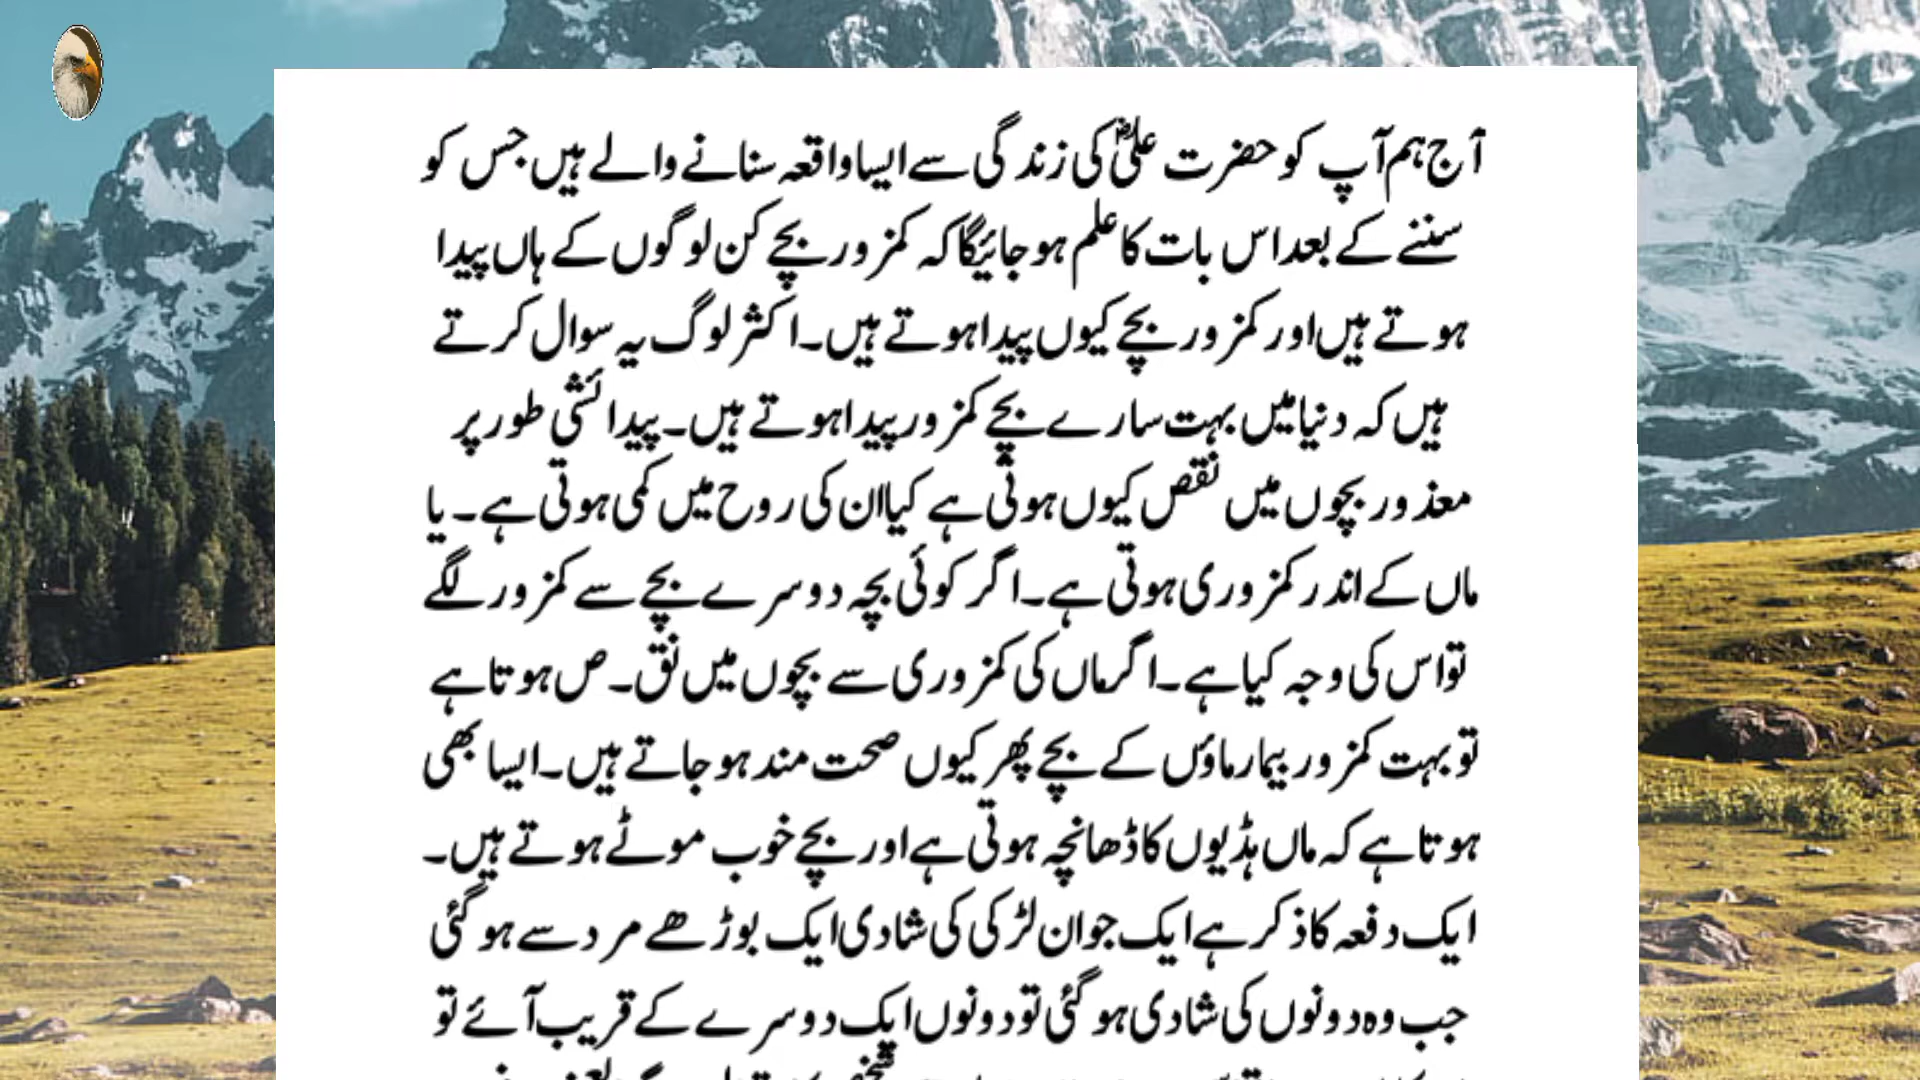 آج ہم آپ کو حضرت علیؓ کی زندگی سے ایسا واقعہ سنانے والے ہیں جس کو
سننے کے بعد اس بات کا علم ہو جائیگا کہ کمزور بچے کن لوگوں کے ہاں پیدا
ہوتے ہیں اور کمزور بچے کیوں پیدا ہوتے ہیں۔ اکثر لوگ یہ سوال کرتے
ہیں کہ دنیا میں بہت سارے بچے کمزور پیدا ہوتے ہیں۔ پیدائشی طور پر
معذور بچوں میں نقص کیوں ہوتی ہے کیا ان کی روح میں کمی ہوتی ہے۔ یا
ماں کے اندر کمزوری ہوتی ہے۔ اگر کوئی بچہ دوسرے بچے سے کمزور لگے
تو اس کی وجہ کیا ہے۔ اگر ماں کی کمزوری سے بچوں میں نق۔ ص ہوتا ہے
تو بہت کمزور بیمار ماؤں کے بچے پھر کیوں صحت مند ہو جاتے ہیں۔ ایسا بھی
ہوتا ہے کہ ماں ہڈیوں کا ڈھانچہ ہوتی ہے اور بچے خوب موٹے ہوتے ہیں۔
ایک دفعہ کا ذکر ہے ایک جوان لڑکی کی شادی ایک بوڑھے مرد سے ہو گئی
جب وہ دونوں کی شادی ہو گئی تو دونوں ایک دوسرے کے قریب آئے تو